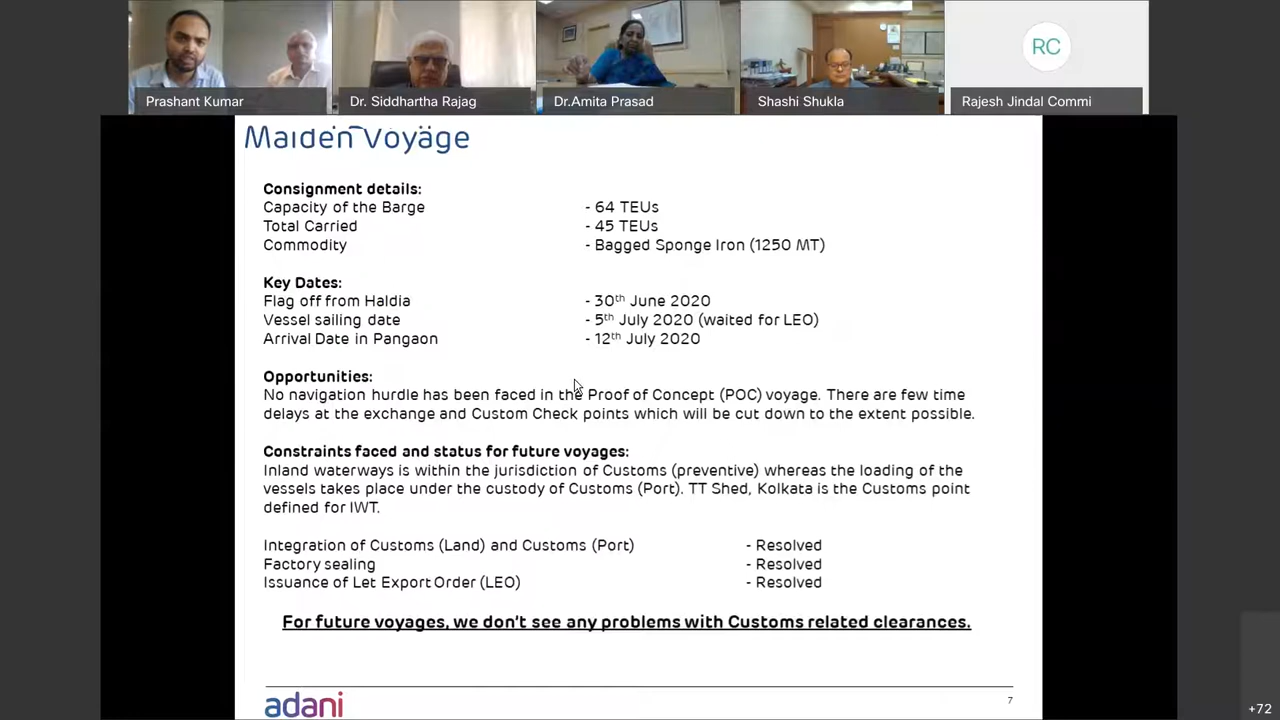 Prashant Kumar
Dr. Siddhartha Rajag
Dr.Amita Prasad
Shashi Shukla
RC
Rajesh Jindal Commi
Maiden Voyage
Consignment details:
Capacity of the Barge - 64 TEUs
Total Carried - 45 TEUs
Commodity - Bagged Sponge Iron (1250 MT)
Key Dates:
Flag off from Haldia - 30th June 2020
Vessel sailing date - 5th July 2020 (waited for LEO)
Arrival Date in Pangaon - 12th July 2020
Opportunities:
No navigation hurdle has been faced in the Proof of Concept (POC) voyage. There are few time
delays at the exchange and Custom Check points which will be cut down to the extent possible.
Constraints faced and status for future voyages:
Inland waterways is within the jurisdiction of Customs (preventive) whereas the loading of the
vessels takes place under the custody of Customs (Port). TT Shed, Kolkata is the Customs point
defined for IWT.
Integration of Customs (Land) and Customs (Port) - Resolved
Factory sealing - Resolved
Issuance of Let Export Order (LEO) - Resolved
For future voyages, we don't see any problems with Customs related clearances.
adani
7
+72